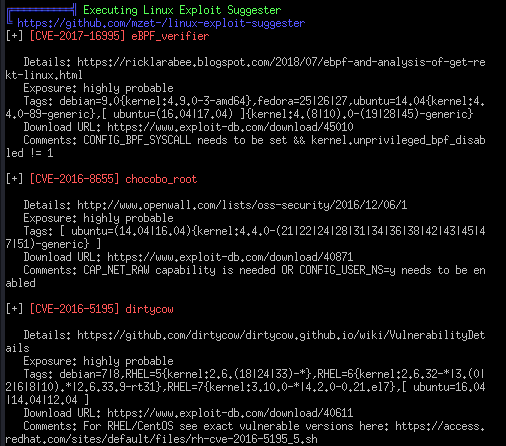 ╔══════════╣ Executing Linux Exploit Suggester
╚ https://github.com/mzet-/linux-exploit-suggester
[+] [CVE-2017-16995] eBPF_verifier
Details: https://ricklarabee.blogspot.com/2018/07/ebpf-and-analysis-of-get-re
kt-linux.html
Exposure: highly probable
Tags: debian=9.0{kernel:4.9.0-3-amd64},fedora=25|26|27,ubuntu=14.04{kernel:4.
4.0-89-generic},[ ubuntu=(16.04|17.04) ]{kernel:4.(8|10).0-(19|28|45)-generic}
Download URL: https://www.exploit-db.com/download/45010
Comments: CONFIG_BPF_SYSCALL needs to be set && kernel.unprivileged_bpf_disab
led != 1
[+] [CVE-2016-8655] chocobo_root
Details: http://www.openwall.com/lists/oss-security/2016/12/06/1
Exposure: highly probable
Tags: [ ubuntu=(14.04|16.04){kernel:4.4.0-(21|22|24|28|31|34|36|38|42|43|45|4
7|51)-generic} ]
Download URL: https://www.exploit-db.com/download/40871
Comments: CAP_NET_RAW capability is needed OR CONFIG_USER_NS=y needs to be en
abled
[+] [CVE-2016-5195] dirtycow
Details: https://github.com/dirtycow/dirtycow.github.io/wiki/VulnerabilityDet
ails
Exposure: highly probable
Tags: debian=7|8,RHEL=5{kernel:2.6.(18|24|33)-*},RHEL=6{kernel:2.6.32-*|3.(0|
2|6|8|10).*|2.6.33.9-rt31},RHEL=7{kernel:3.10.0-*|4.2.0-0.21.el7},[ ubuntu=16.04
|14.04|12.04 ]
Download URL: https://www.exploit-db.com/download/40611
Comments: For RHEL/CentOS see exact vulnerable versions here: https://access.
redhat.com/sites/default/files/rh-cve-2016-5195_5.sh